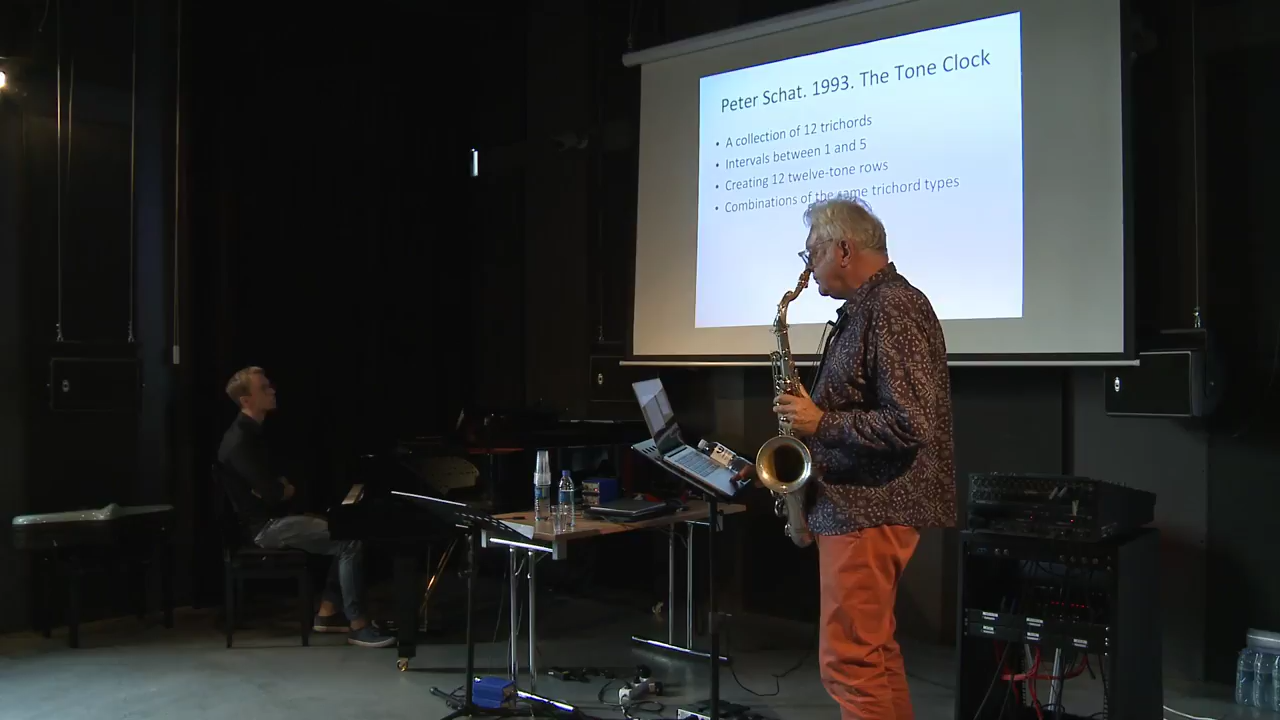 Peter Schat. 1993. The Tone Clock
• A collection of 12 trichords
• Intervals between 1 and 5
• Creating 12 twelve-tone rows
• Combinations of the same trichord types